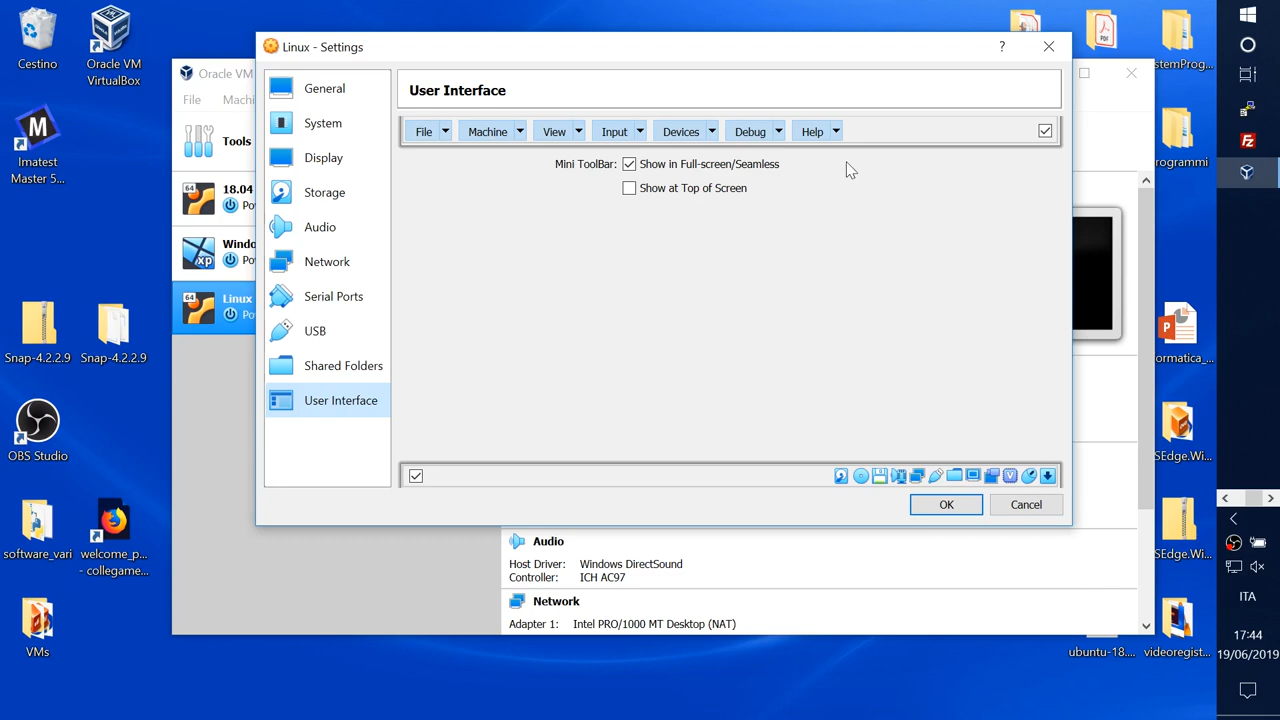 Cestino
Oracle VM
VirtualBox
Imatest
Master 5...
Snap-4.2.2.9
Snap-4.2.2.9
OBS Studio
software_vari
welcome_p...
- collegame...
VMs
Oracle VM
File
Machi
Tools
18.04
Po
Windo
Po
Linux
Po
Linux - Settings
?
General
System
Display
Storage
Audio
Network
Serial Ports
USB
Shared Folders
User Interface
User Interface
File
Machine
View
Input
Devices
Debug
Help
Mini ToolBar:
Show in Full-screen/Seamless
Show at Top of Screen
OK
Cancel
Audio
Host Driver: Windows DirectSound
Controller: ICH AC97
Network
Adapter 1: Intel PRO/1000 MT Desktop (NAT)
PDF
stemProg...
rogrammi
ormatica_...
SEdge.Wi...
SEdge.Wi...
ubuntu-18....
videoregist...
ITA
17:44
19/06/2019